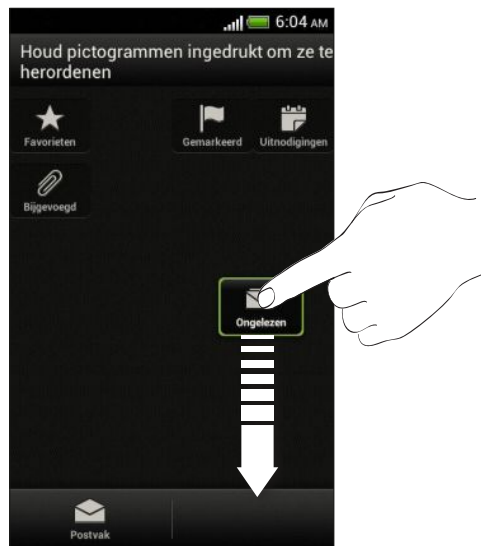 6:04 AM
Houd pictogrammen ingedrukt om ze te
herordenen
Favorieten
Gemarkeerd
Uitnodigingen
Bijgevoegd
Ongelezen
Postvak